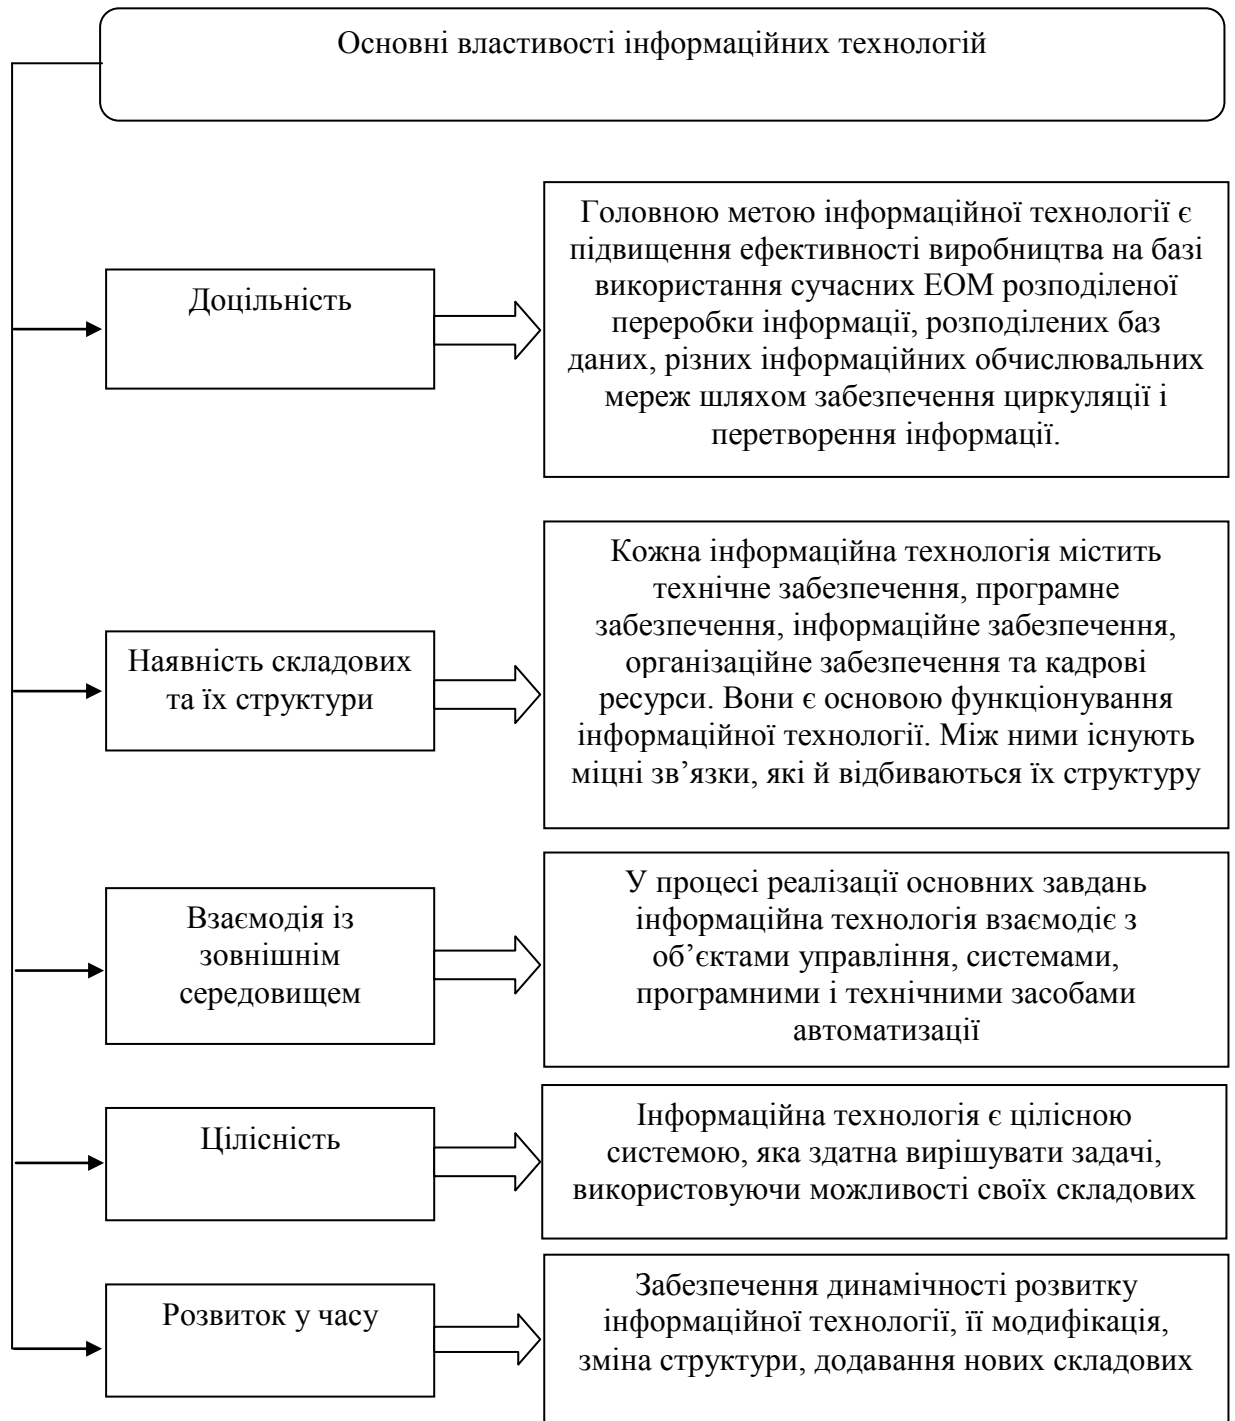 Основні властивості інформаційних технологій
Доцільність
Головною метою інформаційної технології є
підвищення ефективності виробництва на базі
використання сучасних ЕОМ розподіленої
переробки інформації, розподілених баз
даних, різних інформаційних обчислювальних
мереж шляхом забезпечення циркуляції і
перетворення інформації.
Наявність складових
та їх структури
Кожна інформаційна технологія містить
технічне забезпечення, програмне
забезпечення, інформаційне забезпечення,
організаційне забезпечення та кадрові
ресурси. Вони є основою функціонування
інформаційної технології. Між ними існують
міцні зв’язки, які й відбиваються їх структуру
Взаємодія із
зовнішнім
середовищем
У процесі реалізації основних завдань
інформаційна технологія взаємодіє з
об’єктами управління, системами,
програмними і технічними засобами
автоматизації
Цілісність
Інформаційна технологія є цілісною
системою, яка здатна вирішувати задачі,
використовуючи можливості своїх складових
Розвиток у часу
Забезпечення динамічності розвитку
інформаційної технології, її модифікація,
зміна структури, додавання нових складових